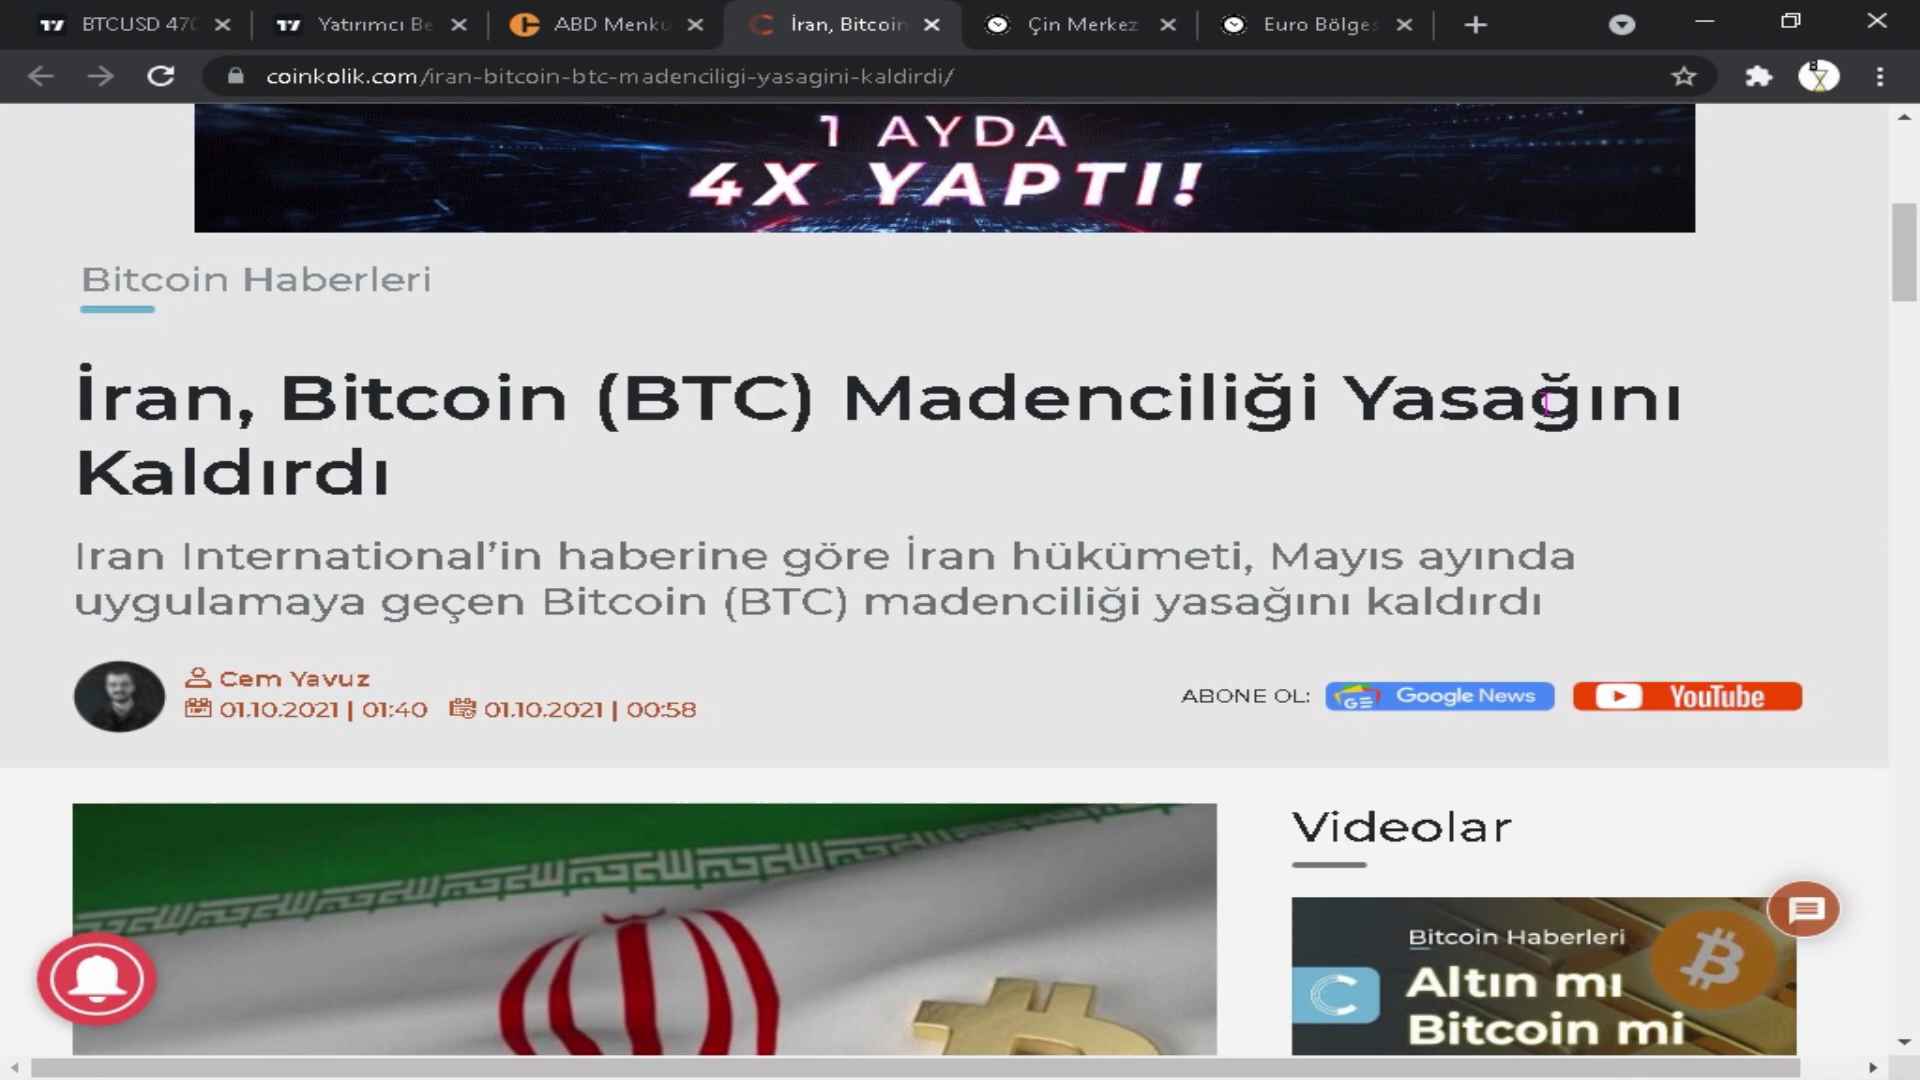 BTCUSD 47
Yatırımcı Be
ABD Menku
İran, Bitcoin
Çin Merkez
Euro Bölges
coinkolik.com/iran-bitcoin-btc-madenciligi-yasagini-kaldirdi/
1 AYDA
4X YAPTI!
Bitcoin Haberleri
İran, Bitcoin (BTC) Madenciliği Yasağını
Kaldırdı
Iran International’in haberine göre İran hükümeti, Mayıs ayında
uygulamaya geçen Bitcoin (BTC) madenciliği yasağını kaldırdı
Cem Yavuz
01.10.2021 | 01:40 01.10.2021 | 00:58
ABONE OL: GE Google News YouTube
Videolar
Bitcoin Haberleri
Altın mı
Bitcoin mi